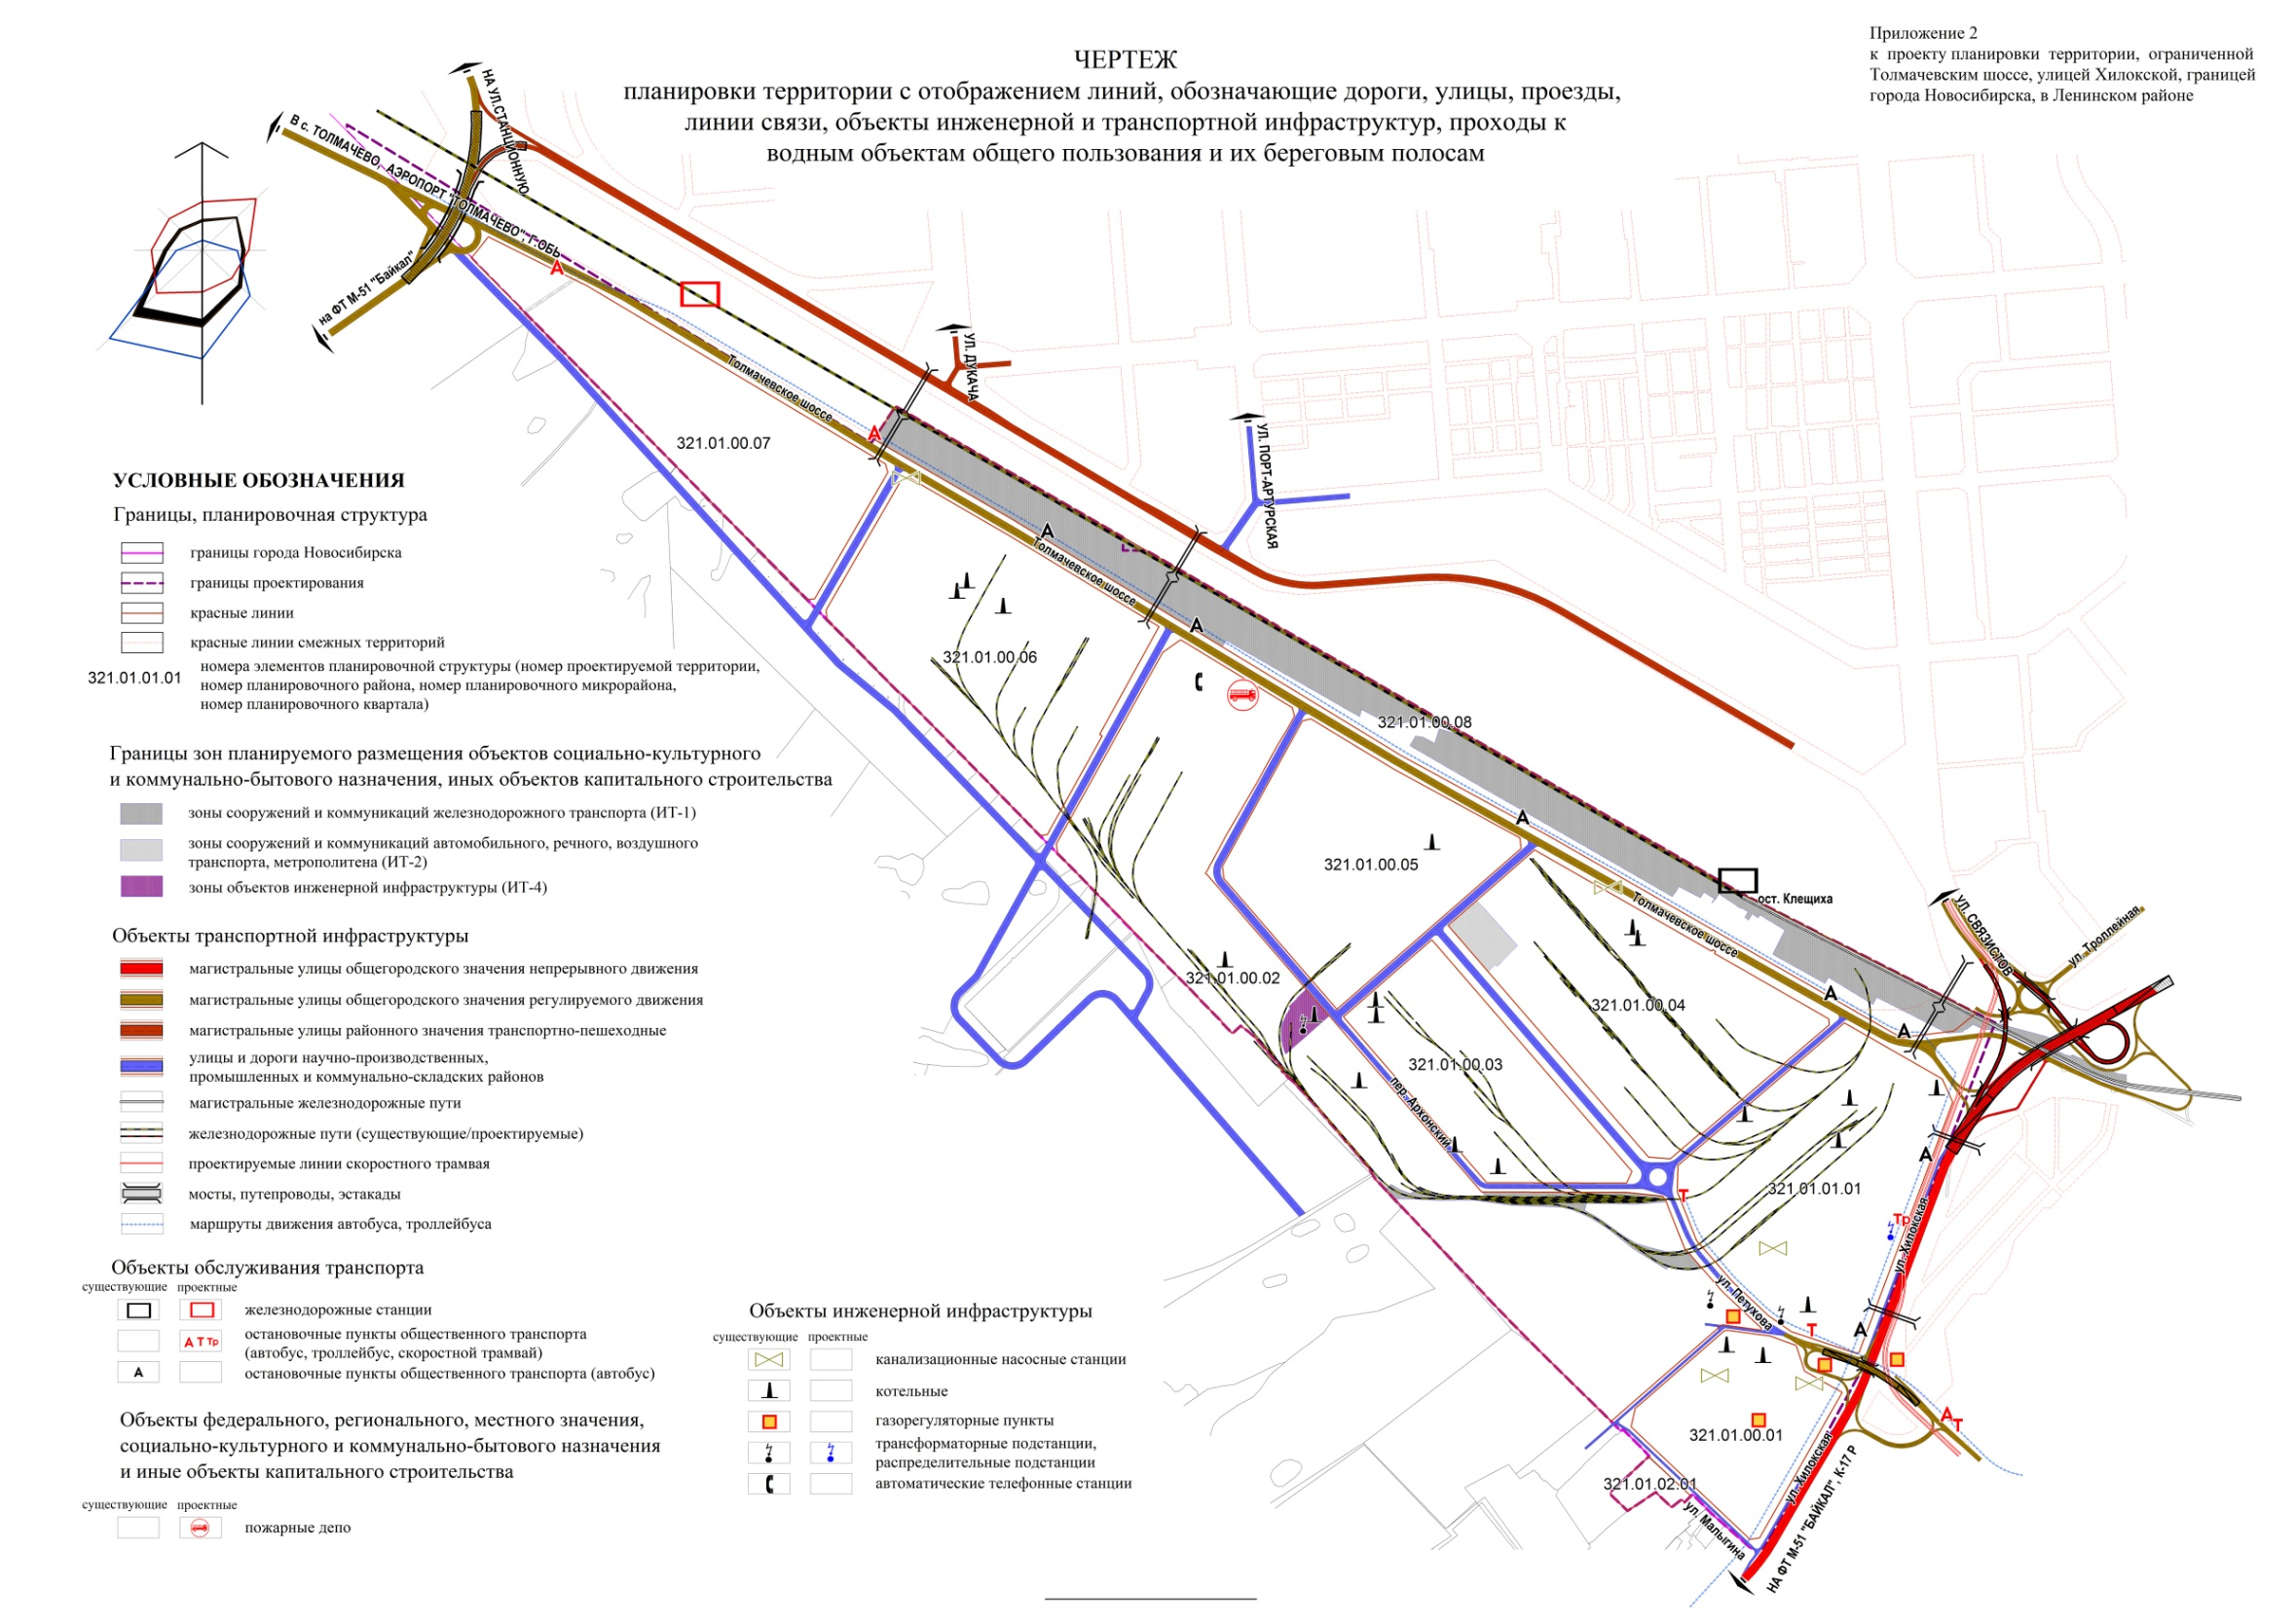 Приложение 2
к проекту планировки территории, ограниченной
Толмачевским шоссе, улицей Хилокской, границей
города Новосибирска, в Ленинском районе
ЧЕРТЕЖ
планировки территории с отображением линий, обозначающие дороги, улицы, проезды,
линии связи, объекты инженерной и транспортной инфраструктур, проходы к
водным объектам общего пользования и их береговым полосам
НА УЛ.СТАНЦИОННУЮ
В с. ТОЛМАЧЕВО, АЭРОПОРТ "ТОЛМАЧЕВО", Г.ОБЬ
на ФТ М-51 "Байкал"
А
Толмачевское шоссе
УЛ. ДУКАЧА
А
УЛ. ПОРТ-АРТУРСКАЯ
321.01.00.07
А
Толмачевское шоссе
А
321.01.00.06
321.01.00.08
А
321.01.00.05
ост. Клещиха
Толмачевское шоссе
УЛ. СВЯЗИСТОВ
ул. Троллейная
321.01.00.02
А
321.01.00.04
А
321.01.00.03
пер. Архонский
А
321.01.01.01
Т
Тр
ул. Хилокская
ул. Петухова
Т
А
А
Т
321.01.00.01
ул. Хилокская
321.01.02.01
ул. Малыгина
НА ФТ М-51 "БАЙКАЛ", К-17 Р
УСЛОВНЫЕ ОБОЗНАЧЕНИЯ
Границы, планировочная структура
границы города Новосибирска
границы проектирования
красные линии
красные линии смежных территорий
321.01.01.01
номера элементов планировочной структуры (номер проектируемой территории,
номер планировочного района, номер планировочного микрорайона,
номер планировочного квартала)
Границы зон планируемого размещения объектов социально-культурного
и коммунально-бытового назначения, иных объектов капитального строительства
зоны сооружений и коммуникаций железнодорожного транспорта (ИТ-1)
зоны сооружений и коммуникаций автомобильного, речного, воздушного
транспорта, метрополитена (ИТ-2)
зоны объектов инженерной инфраструктуры (ИТ-4)
Объекты транспортной инфраструктуры
магистральные улицы общегородского значения непрерывного движения
магистральные улицы общегородского значения регулируемого движения
магистральные улицы районного значения транспортно-пешеходные
улицы и дороги научно-производственных,
промышленных и коммунально-складских районов
магистральные железнодорожные пути
железнодорожные пути (существующие/проектируемые)
проектируемые линии скоростного трамвая
мосты, путепроводы, эстакады
маршруты движения автобуса, троллейбуса
Объекты обслуживания транспорта
существующие проектные
железнодорожные станции
А Т Тр
остановочные пункты общественного транспорта
(автобус, троллейбус, скоростной трамвай)
А
остановочные пункты общественного транспорта (автобус)
Объекты федерального, регионального, местного значения,
социально-культурного и коммунально-бытового назначения
и иные объекты капитального строительства
существующие проектные
пожарные депо
Объекты инженерной инфраструктуры
существующие проектные
канализационные насосные станции
котельные
газорегуляторные пункты
трансформаторные подстанции,
распределительные подстанции
автоматические телефонные станции